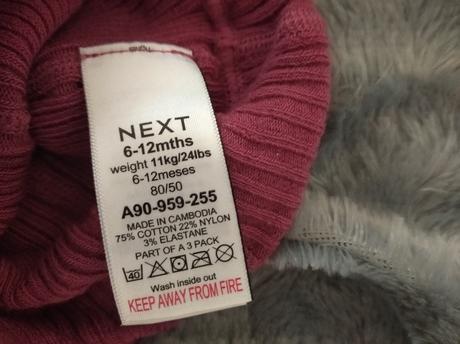 NEXT
6-12mths
weight 11kg/24lbs
6-12meses
80/50
A90-959-255
MADE IN CAMBODIA
75% COTTON 22% NYLON
3% ELASTANE
PART OF A 3 PACK
40
Wash inside out
KEEP AWAY FROM FIRE